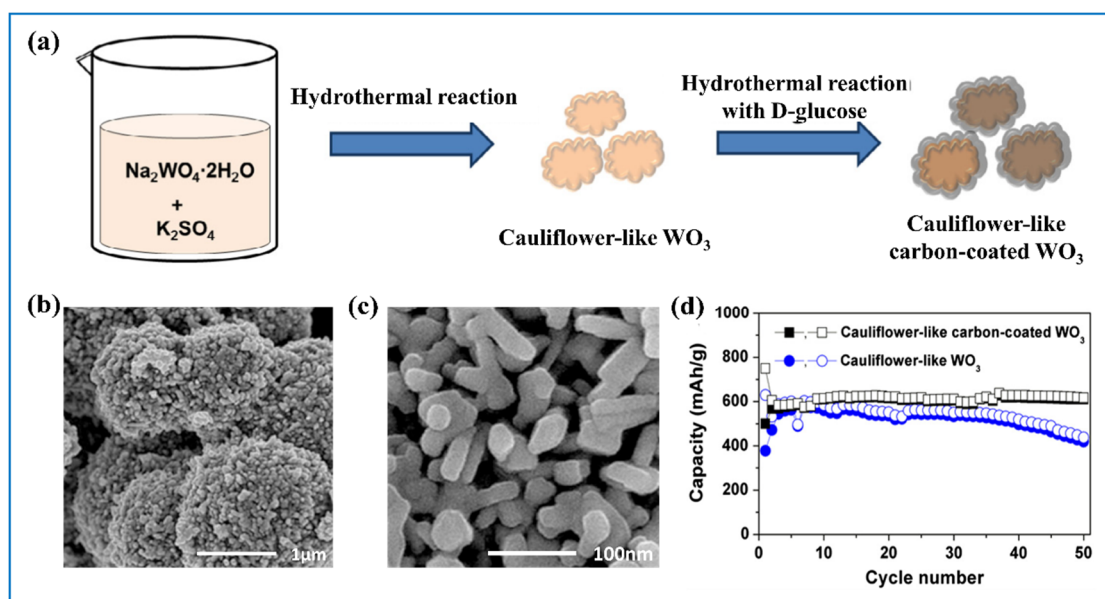 (a)
Na₂WO₄·2H₂O
+
K₂SO₄
Hydrothermal reaction
Cauliflower-like WO₃
Hydrothermal reaction
with D-glucose
Cauliflower-like
carbon-coated WO₃
(b)
1μm
(c)
100nm
(d)
Capacity (mAh/g)
1000
800
600
400
200
0
Cauliflower-like carbon-coated WO₃
Cauliflower-like WO₃
0 10 20 30 40 50
Cycle number